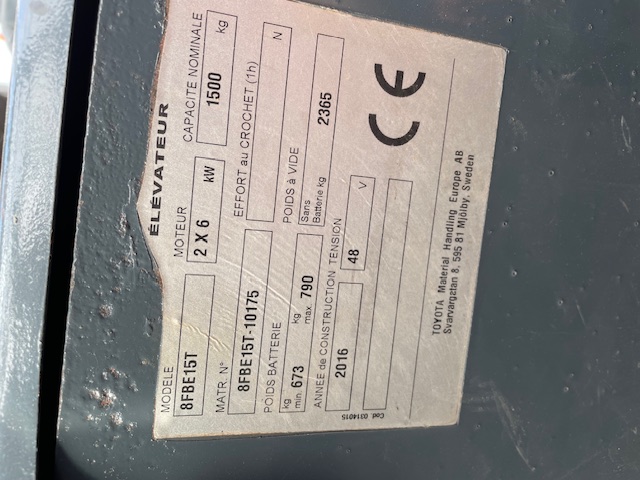 ÉLÉVATEUR
MODELE MOTEUR CAPACITE NOMINALE
8FBE15T 2 X 6 kW 1500 kg
MATR. N° EFFORT au CROCHET (1h)
8FBE15T-10175 N
POIDS BATTERIE POIDS à VIDE
kg min. 673 kg max. 790 Sans Batterie kg 2365
ANNEE de CONSTRUCTION TENSION
2016 48 V
CE
Cod. 0314015
TOYOTA Material Handling Europe AB
Svarvargatan 8, 595 81 Mjölby, Sweden